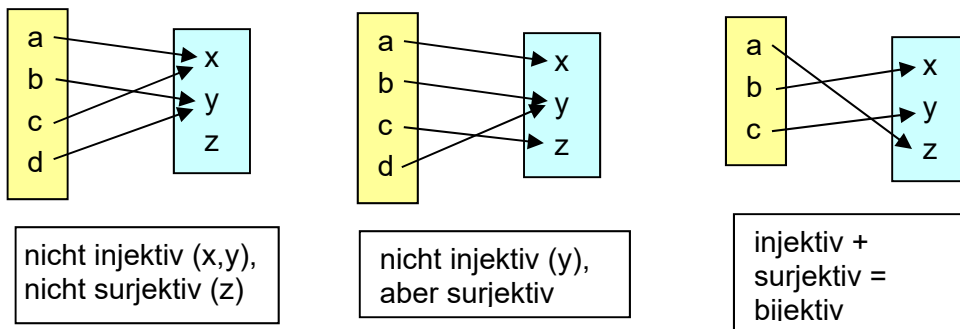 a
b
c
d
x
y
z
a
b
c
d
x
y
z
a
b
c
x
y
z
nicht injektiv (x,y),
nicht surjektiv (z)
nicht injektiv (y),
aber surjektiv
injektiv +
surjektiv =
bijektiv